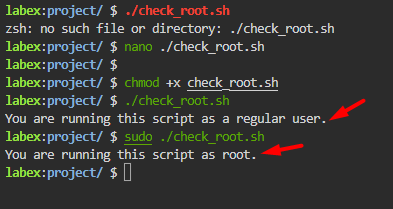 labex:project/ $ ./check_root.sh
zsh: no such file or directory: ./check_root.sh
labex:project/ $ nano ./check_root.sh
labex:project/ $
labex:project/ $ chmod +x check_root.sh
labex:project/ $ ./check_root.sh
You are running this script as a regular user.
labex:project/ $ sudo ./check_root.sh
You are running this script as root.
labex:project/ $